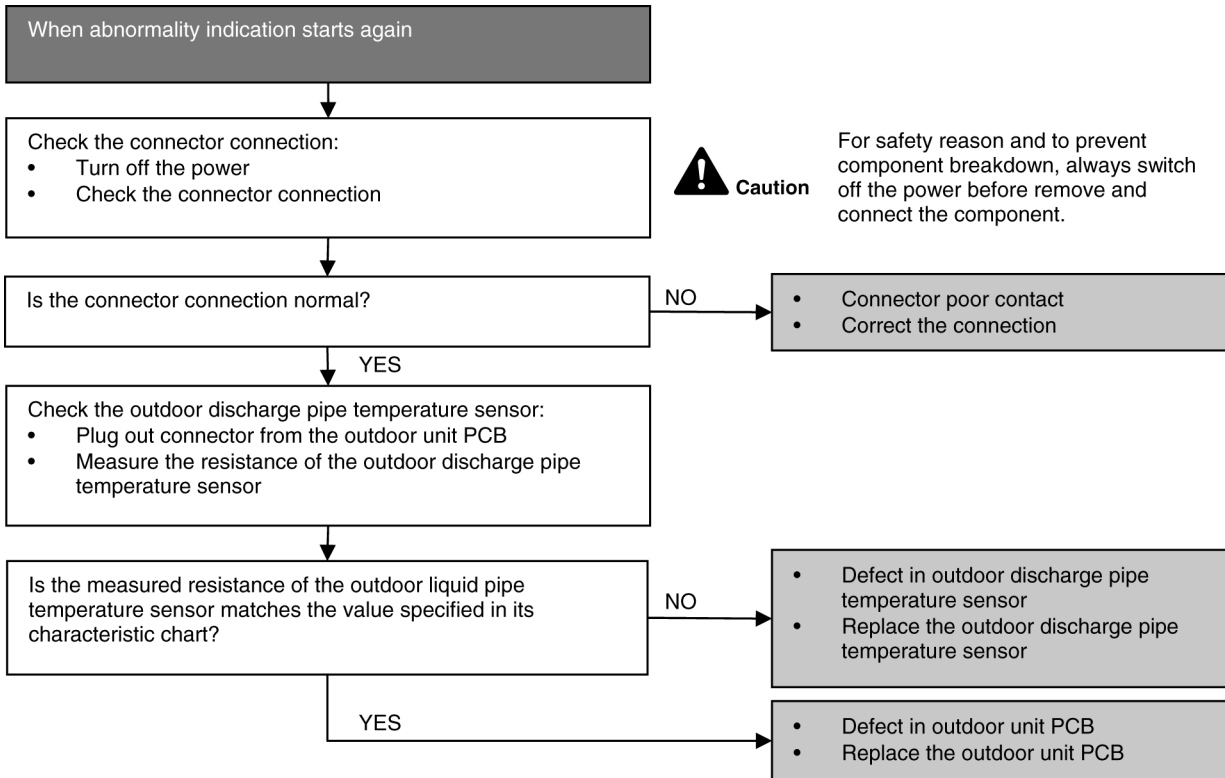 When abnormality indication starts again
Check the connector connection:
• Turn off the power
• Check the connector connection
Caution
For safety reason and to prevent
component breakdown, always switch
off the power before remove and
connect the component.
Is the connector connection normal?
NO
• Connector poor contact
• Correct the connection
YES
Check the outdoor discharge pipe temperature sensor:
• Plug out connector from the outdoor unit PCB
• Measure the resistance of the outdoor discharge pipe
temperature sensor
Is the measured resistance of the outdoor liquid pipe
temperature sensor matches the value specified in its
characteristic chart?
NO
• Defect in outdoor discharge pipe
temperature sensor
• Replace the outdoor discharge pipe
temperature sensor
YES
• Defect in outdoor unit PCB
• Replace the outdoor unit PCB